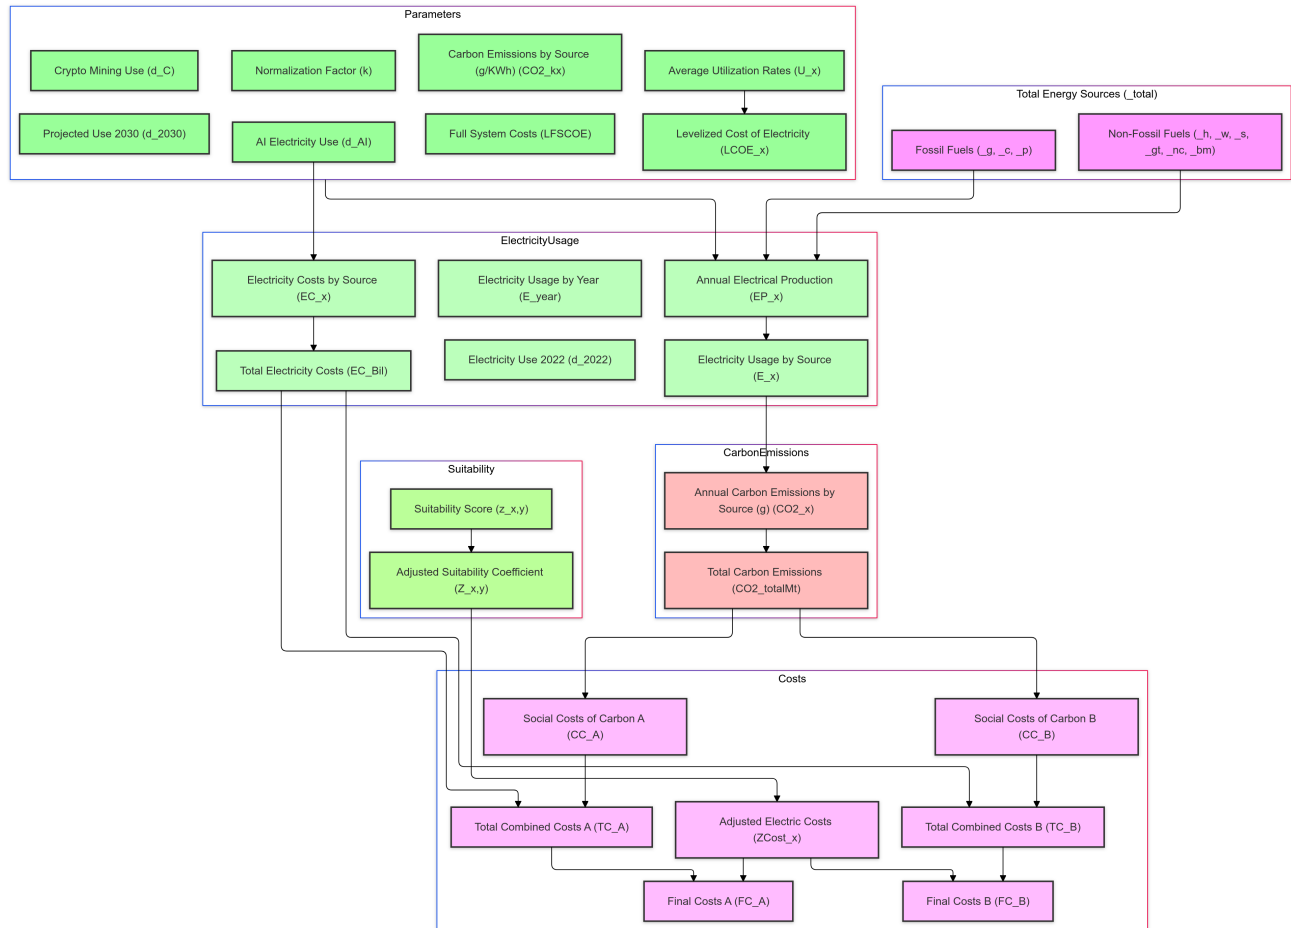 Parameters
Crypto Mining Use (d_C)
Normalization Factor (k)
Carbon Emissions by Source
(g/KWh) (CO2_kx)
Average Utilization Rates (U_x)
Projected Use 2030 (d_2030)
AI Electricity Use (d_AI)
Full System Costs (LFSCOE)
Levelized Cost of Electricity
(LCOE_x)
Total Energy Sources (_total)
Fossil Fuels (_g, _c, _p)
Non-Fossil Fuels (_h, _w, _s,
_gt, _nc, _bm)
ElectricityUsage
Electricity Costs by Source
(EC_x)
Electricity Usage by Year
(E_year)
Annual Electrical Production
(EP_x)
Total Electricity Costs (EC_Bil)
Electricity Use 2022 (d_2022)
Electricity Usage by Source
(E_x)
Suitability
Suitability Score (z_x,y)
Adjusted Suitability Coefficient
(Z_x,y)
CarbonEmissions
Annual Carbon Emissions by
Source (g) (CO2_x)
Total Carbon Emissions
(CO2_totalMt)
Costs
Social Costs of Carbon A
(CC_A)
Social Costs of Carbon B
(CC_B)
Total Combined Costs A (TC_A)
Adjusted Electric Costs
(ZCost_x)
Total Combined Costs B (TC_B)
Final Costs A (FC_A)
Final Costs B (FC_B)